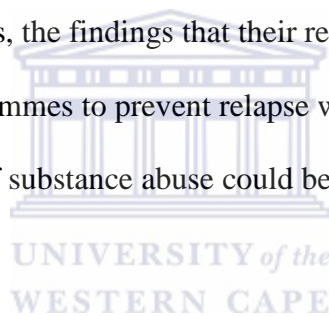 s, the findings that their re
mmes to prevent relapse w
f substance abuse could be
UNIVERSITY of the
WESTERN CAPE